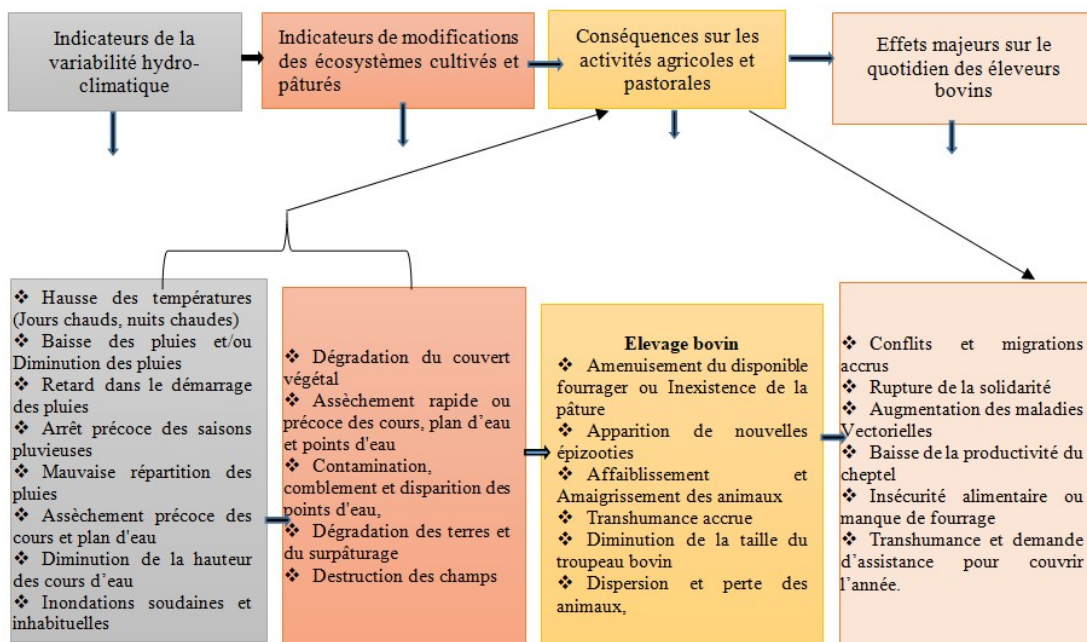 Indicateurs de la
variabilité hydro-
climatique
Indicateurs de modifications
des écosystèmes cultivés et
pâturés
Conséquences sur les
activités agricoles et
pastorales
Effets majeurs sur le
quotidien des éleveurs
bovins
❖ Hausse des températures
(Jours chauds, nuits chaudes)
❖ Baisse des pluies et/ou
Diminution des pluies
❖ Retard dans le démarrage
des pluies
❖ Arrêt précoce des saisons
pluvieuses
❖ Mauvaise répartition des
pluies
❖ Assèchement précoce des
cours et plan d'eau
❖ Diminution de la hauteur
des cours d'eau
❖ Inondations soudaines et
inhabituelles
❖ Dégradation du couvert
végétal
❖ Assèchement rapide ou
précoce des cours, plan d'eau
et points d'eau
❖ Contamination,
comblement et disparition des
points d'eau,
❖ Dégradation des terres et
du surpâturage
❖ Destruction des champs
Elevage bovin
❖ Amenuisement du disponible
fourrager ou Inexistence de la
pâture
❖ Apparition de nouvelles
épizooties
❖ Affaiblissement et
Amaigrissement des animaux
❖ Transhumance accrue
❖ Diminution de la taille du
troupeau bovin
❖ Dispersion et perte des
animaux,
❖ Conflits et migrations
accrus
❖ Rupture de la solidarité
❖ Augmentation des maladies
Vectorielles
❖ Baisse de la productivité du
cheptel
❖ Insécurité alimentaire ou
manque de fourrage
❖ Transhumance et demande
d'assistance pour couvrir
l'année.